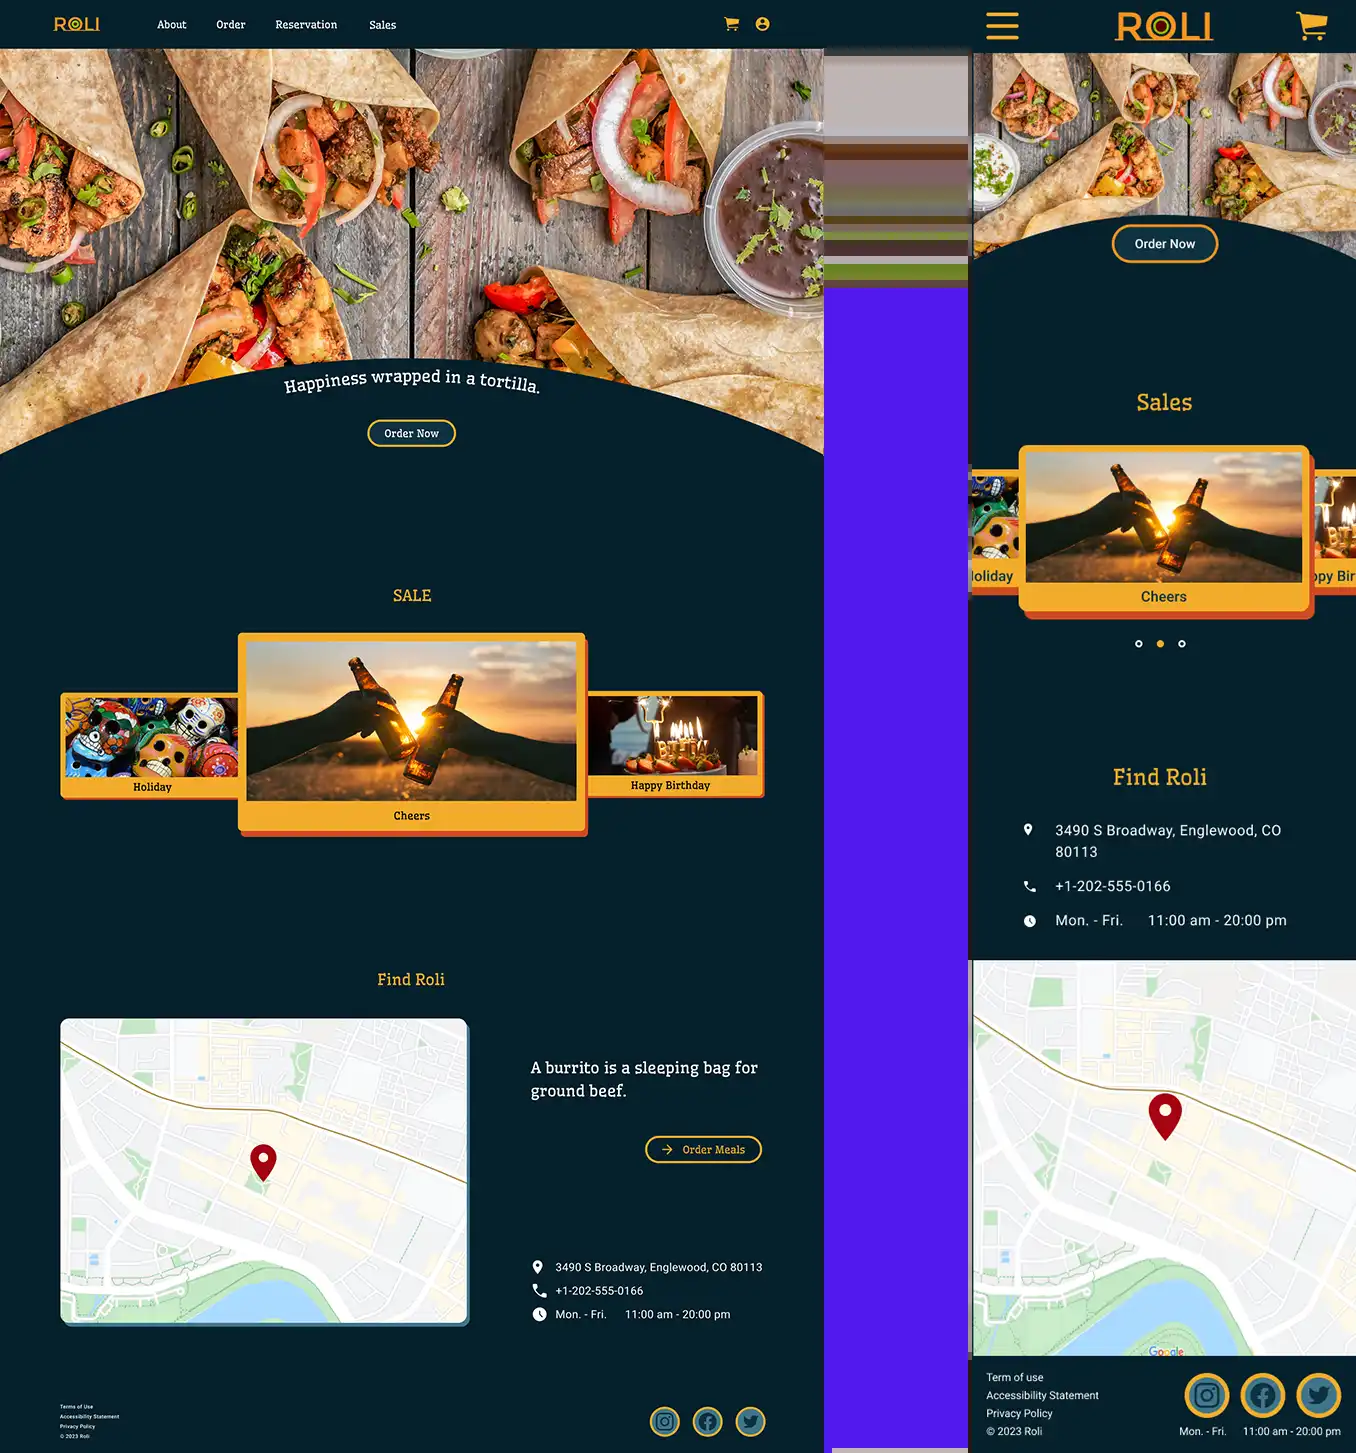 ROLI
About
Order
Reservation
Sales
Happiness wrapped in a tortilla.
Order Now
SALE
Holiday
Cheers
Happy Birthday
Find Roli
A burrito is a sleeping bag for
ground beef.
Order Meals
3490 S Broadway, Englewood, CO 80113
+1-202-555-0166
Mon. - Fri. 11:00 am - 20:00 pm
Terms of Use
Accessibility Statement
Privacy Policy
© 2023 Roli
ROLI
Order Now
Sales
oliday
Cheers
ppy Bir
Find Roli
3490 S Broadway, Englewood, CO
80113
+1-202-555-0166
Mon. - Fri. 11:00 am - 20:00 pm
Google
Term of use
Accessibility Statement
Privacy Policy
© 2023 Roli
Mon. - Fri. 11:00 am - 20:00 pm